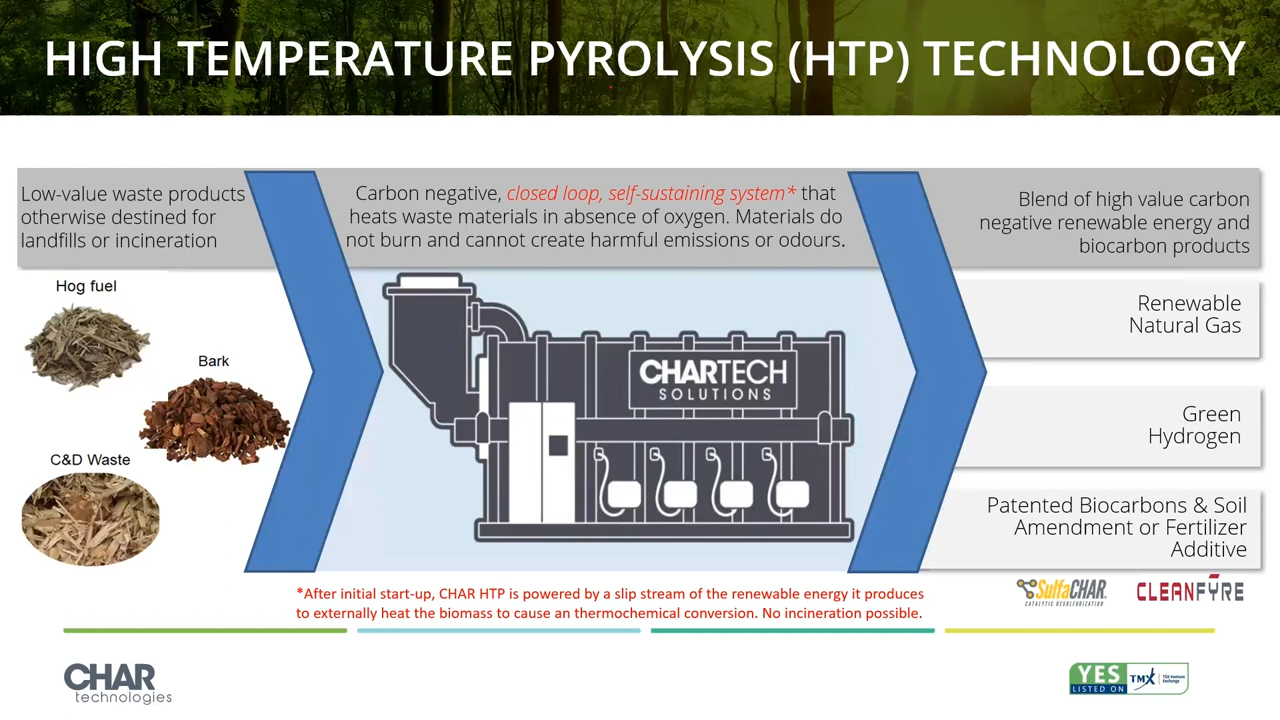 HIGH TEMPERATURE PYROLYSIS (HTP) TECHNOLOGY
Low-value waste products
otherwise destined for
landfills or incineration
Carbon negative, closed loop, self-sustaining system* that
heats waste materials in absence of oxygen. Materials do
not burn and cannot create harmful emissions or odours.
Blend of high value carbon
negative renewable energy and
biocarbon products
Hog fuel
Bark
C&D Waste
CHARTECH
SOLUTIONS
Renewable
Natural Gas
Green
Hydrogen
Patented Biocarbons & Soil
Amendment or Fertilizer
Additive
SulfaCHAR
CATALYTIC DESULFURIZATION
CLEANFYRE
*After initial start-up, CHAR HTP is powered by a slip stream of the renewable energy it produces
to externally heat the biomass to cause an thermochemical conversion. No incineration possible.
CHAR
technologies
YES
LISTED ON
TMX
TSX Venture
Exchange